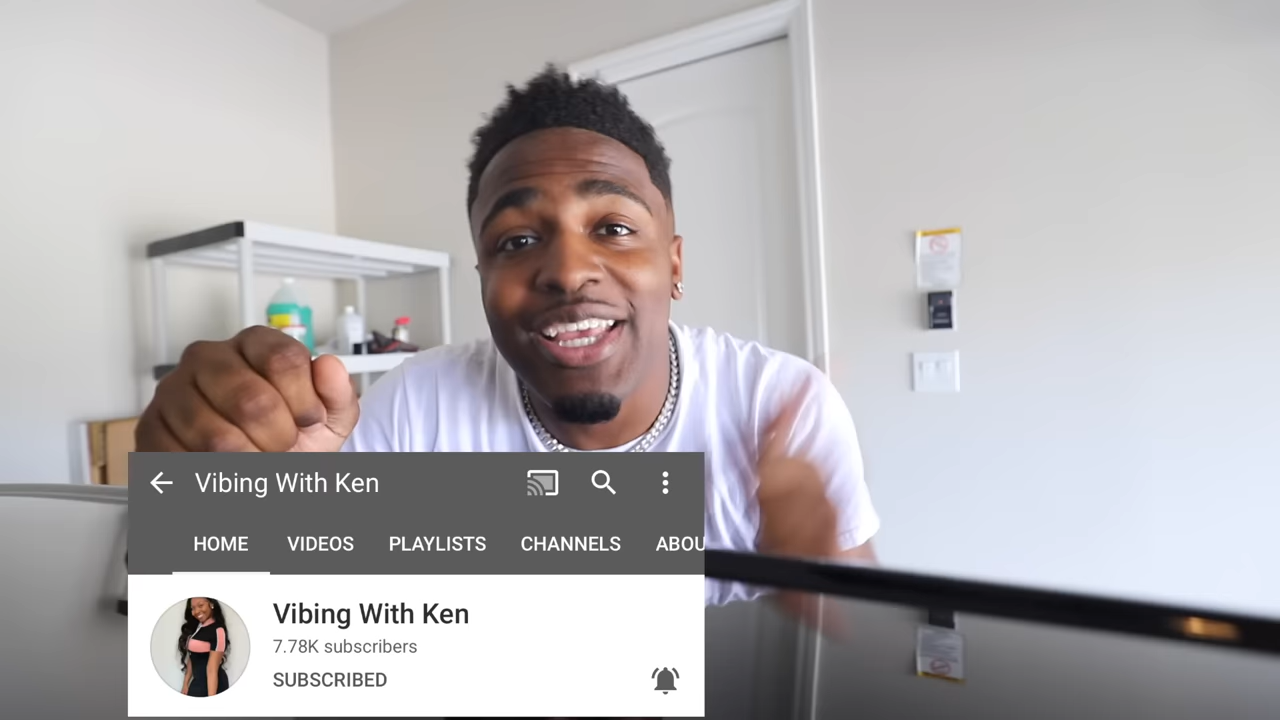 Vibing With Ken
HOME VIDEOS PLAYLISTS CHANNELS ABOU
Vibing With Ken
7.78K subscribers
SUBSCRIBED